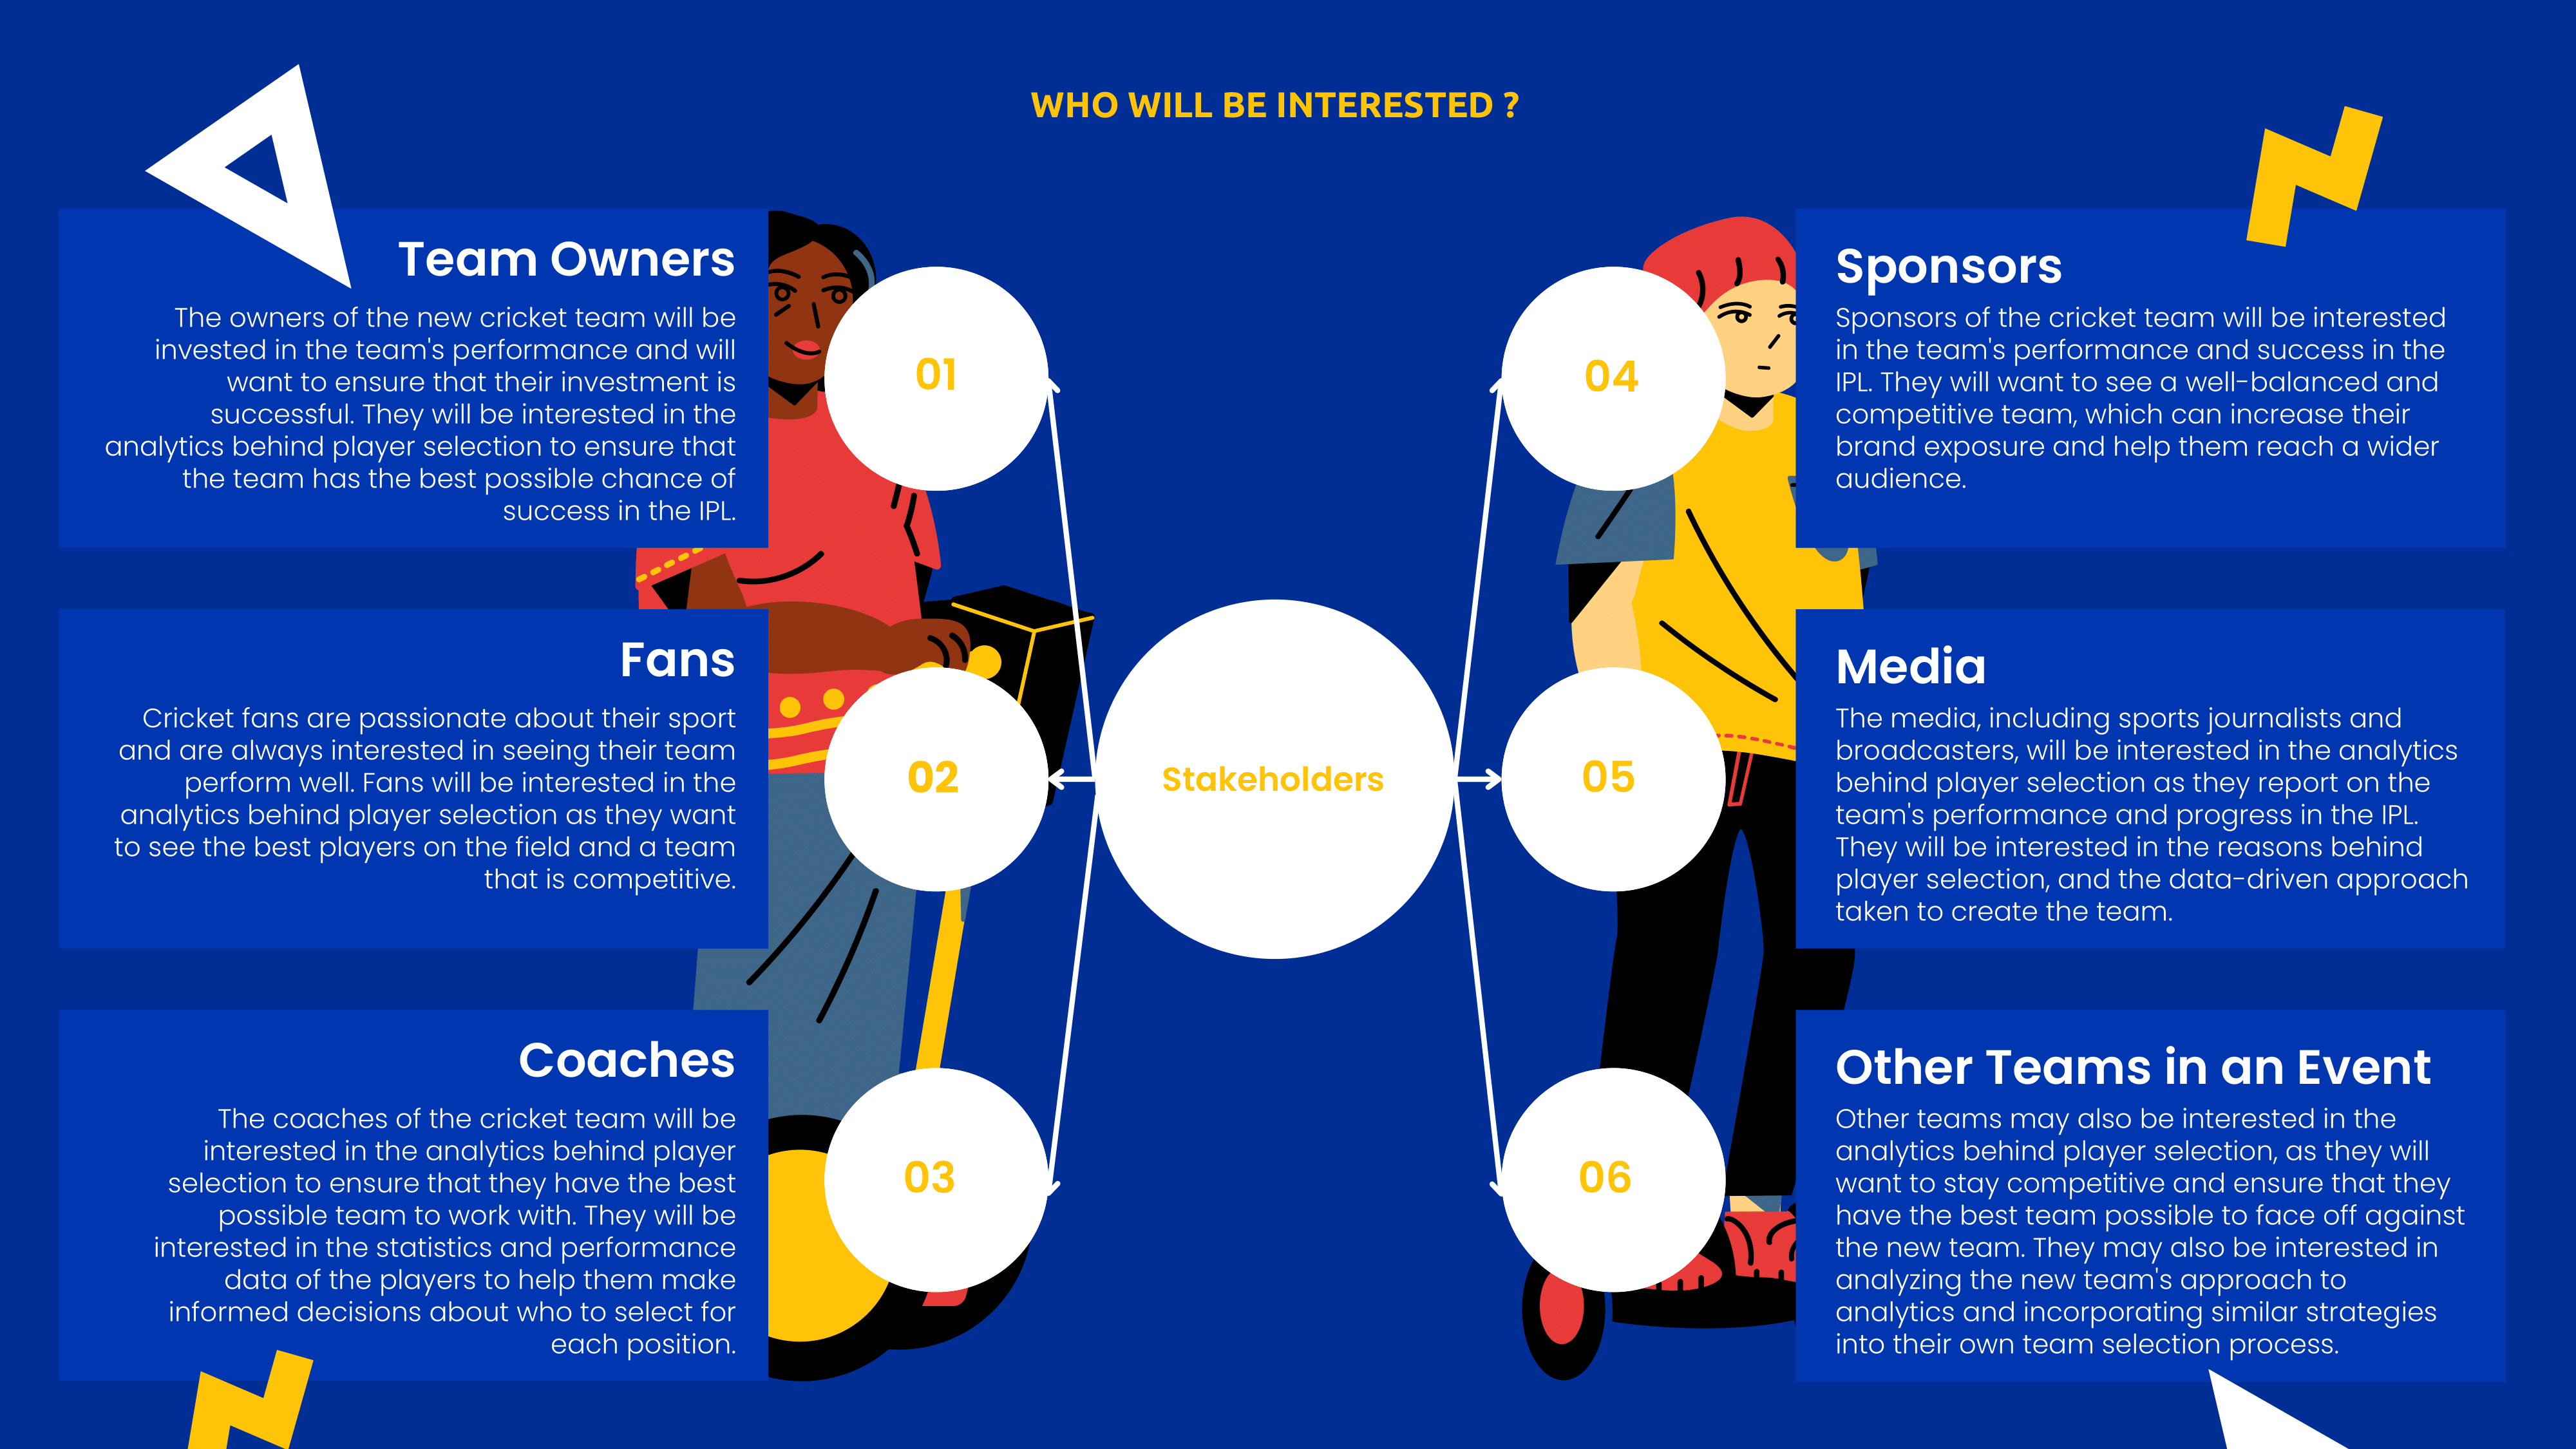 WHO WILL BE INTERESTED ?
Team Owners
The owners of the new cricket team will be
invested in the team's performance and will
want to ensure that their investment is
successful. They will be interested in the
analytics behind player selection to ensure that
the team has the best possible chance of
success in the IPL.
01
Fans
Cricket fans are passionate about their sport
and are always interested in seeing their team
perform well. Fans will be interested in the
analytics behind player selection as they want
to see the best players on the field and a team
that is competitive.
02
Coaches
The coaches of the cricket team will be
interested in the analytics behind player
selection to ensure that they have the best
possible team to work with. They will be
interested in the statistics and performance
data of the players to help them make
informed decisions about who to select for
each position.
03
Stakeholders
04
Sponsors
Sponsors of the cricket team will be interested
in the team's performance and success in the
IPL. They will want to see a well-balanced and
competitive team, which can increase their
brand exposure and help them reach a wider
audience.
05
Media
The media, including sports journalists and
broadcasters, will be interested in the analytics
behind player selection as they report on the
team's performance and progress in the IPL.
They will be interested in the reasons behind
player selection, and the data-driven approach
taken to create the team.
06
Other Teams in an Event
Other teams may also be interested in the
analytics behind player selection, as they will
want to stay competitive and ensure that they
have the best team possible to face off against
the new team. They may also be interested in
analyzing the new team's approach to
analytics and incorporating similar strategies
into their own team selection process.